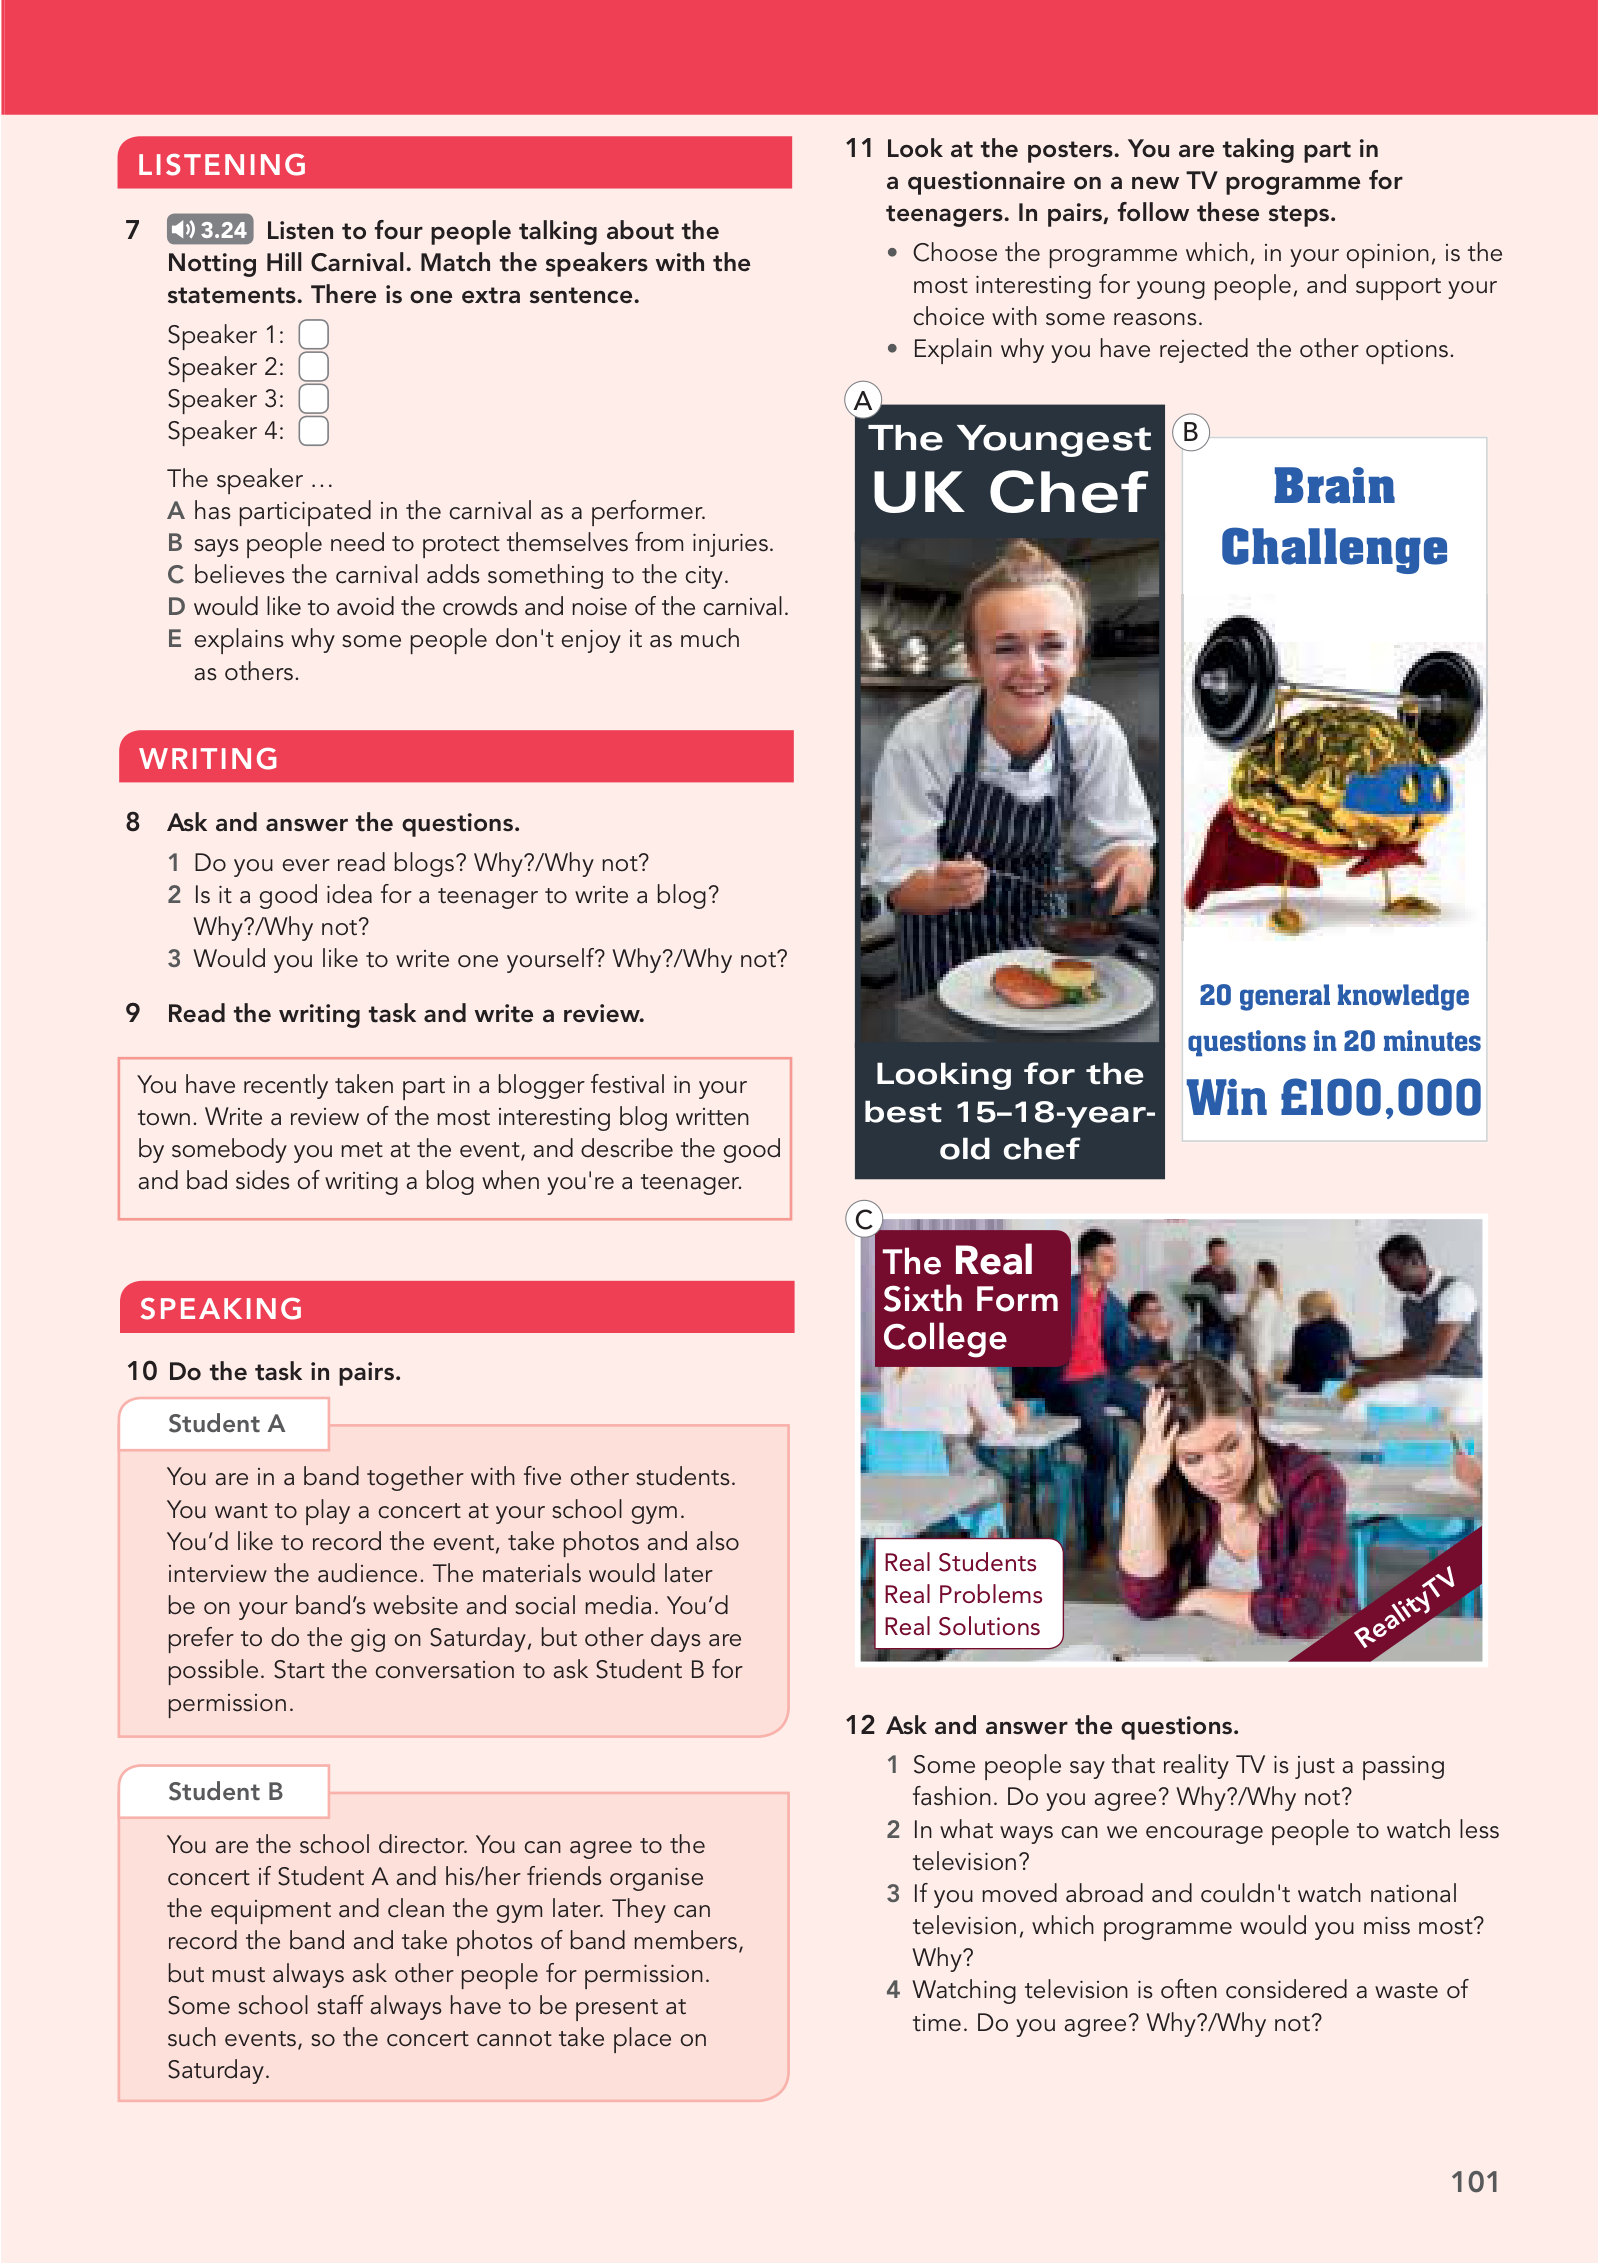 LISTENING
7 3.24 Listen to four people talking about the
Notting Hill Carnival. Match the speakers with the
statements. There is one extra sentence.
Speaker 1:
Speaker 2:
Speaker 3:
Speaker 4:
The speaker …
A has participated in the carnival as a performer.
B says people need to protect themselves from injuries.
C believes the carnival adds something to the city.
D would like to avoid the crowds and noise of the carnival.
E explains why some people don't enjoy it as much
as others.
WRITING
8 Ask and answer the questions.
1 Do you ever read blogs? Why?/Why not?
2 Is it a good idea for a teenager to write a blog?
Why?/Why not?
3 Would you like to write one yourself? Why?/Why not?
9 Read the writing task and write a review.
You have recently taken part in a blogger festival in your
town. Write a review of the most interesting blog written
by somebody you met at the event, and describe the good
and bad sides of writing a blog when you're a teenager.
SPEAKING
10 Do the task in pairs.
Student A
You are in a band together with five other students.
You want to play a concert at your school gym.
You’d like to record the event, take photos and also
interview the audience. The materials would later
be on your band’s website and social media. You’d
prefer to do the gig on Saturday, but other days are
possible. Start the conversation to ask Student B for
permission.
Student B
You are the school director. You can agree to the
concert if Student A and his/her friends organise
the equipment and clean the gym later. They can
record the band and take photos of band members,
but must always ask other people for permission.
Some school staff always have to be present at
such events, so the concert cannot take place on
Saturday.
11 Look at the posters. You are taking part in
a questionnaire on a new TV programme for
teenagers. In pairs, follow these steps.
• Choose the programme which, in your opinion, is the
most interesting for young people, and support your
choice with some reasons.
• Explain why you have rejected the other options.
A
The Youngest
UK Chef
Looking for the
best 15–18-year-
old chef
B
Brain
Challenge
20 general knowledge
questions in 20 minutes
Win £100,000
C
The Real
Sixth Form
College
Real Students
Real Problems
Real Solutions
RealityTV
12 Ask and answer the questions.
1 Some people say that reality TV is just a passing
fashion. Do you agree? Why?/Why not?
2 In what ways can we encourage people to watch less
television?
3 If you moved abroad and couldn't watch national
television, which programme would you miss most?
Why?
4 Watching television is often considered a waste of
time. Do you agree? Why?/Why not?
101